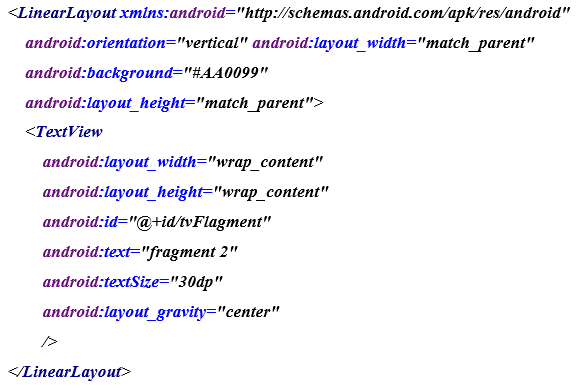 <LinearLayout xmlns:android="http://schemas.android.com/apk/res/android"
android:orientation="vertical" android:layout_width="match_parent"
android:background="#AA0099"
android:layout_height="match_parent">
<TextView
android:layout_width="wrap_content"
android:layout_height="wrap_content"
android:id="@+id/tvFlagment"
android:text="fragment 2"
android:textSize="30dp"
android:layout_gravity="center"
/>
</LinearLayout>